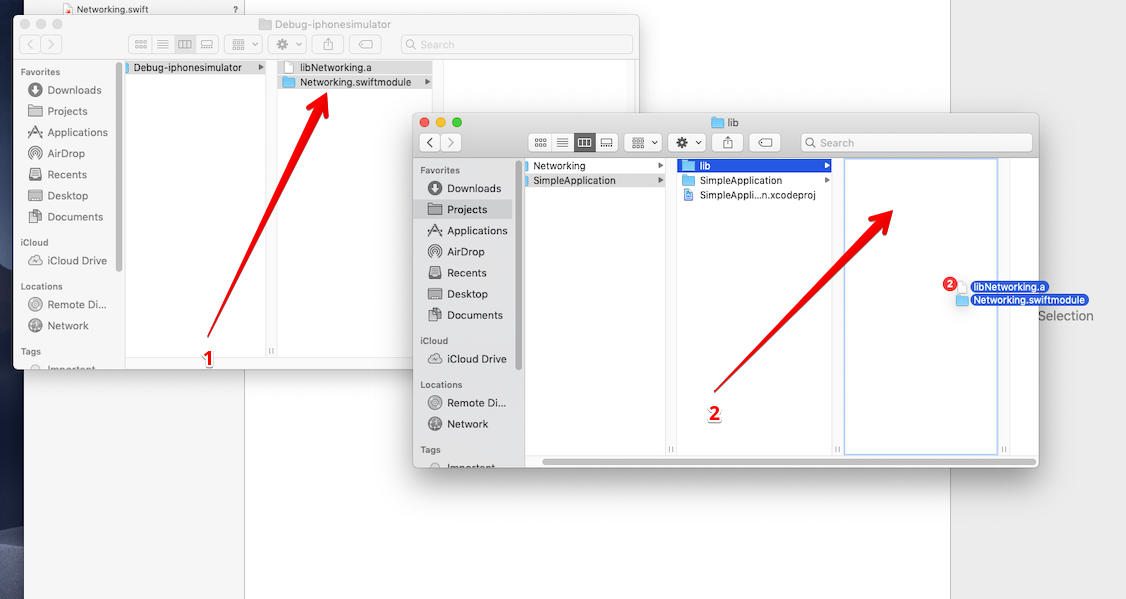 Networking.swift
?
Debug-iphonesimulator
Search
Favorites
Downloads
Projects
Applications
AirDrop
Recents
Desktop
Documents
iCloud
iCloud Drive
Locations
Remote Di...
Network
Tags
Important
Debug-iphonesimulator
libNetworking.a
Networking.swiftmodule
1
lib
Search
Favorites
Downloads
Projects
Applications
AirDrop
Recents
Desktop
Documents
iCloud
iCloud Drive
Locations
Remote Di...
Network
Tags
Important
Networking
SimpleApplication
lib
SimpleApplication
SimpleAppli...n.xcodeproj
2
2
libNetworking.a
Networking.swiftmodule
Selection